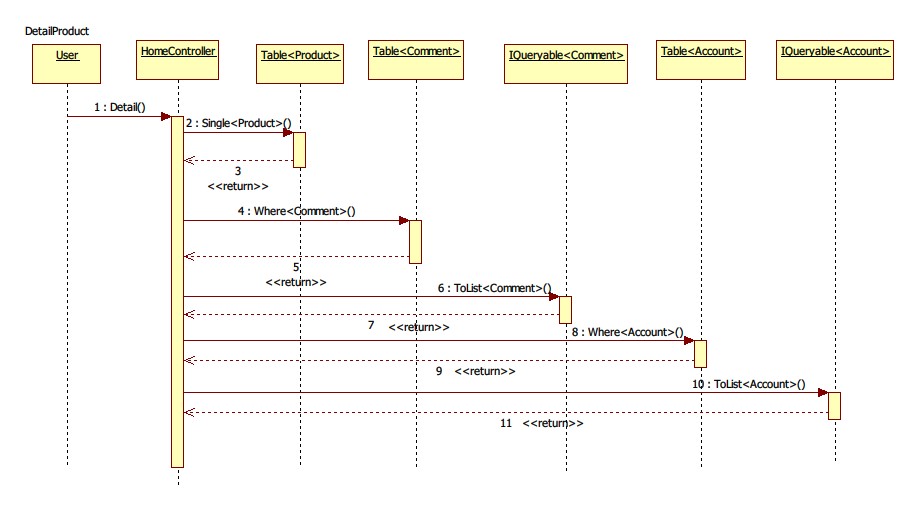 DetailProduct
User
HomeController
Table<Product>
Table<Comment>
IQueryable<Comment>
Table<Account>
IQueryable<Account>
1 : Detail()
2 : Single<Product>()
3
<<return>>
4 : Where<Comment>()
5
<<return>>
6 : ToList<Comment>()
7 <<return>>
8 : Where<Account>()
9 <<return>>
10 : ToList<Account>()
11 <<return>>